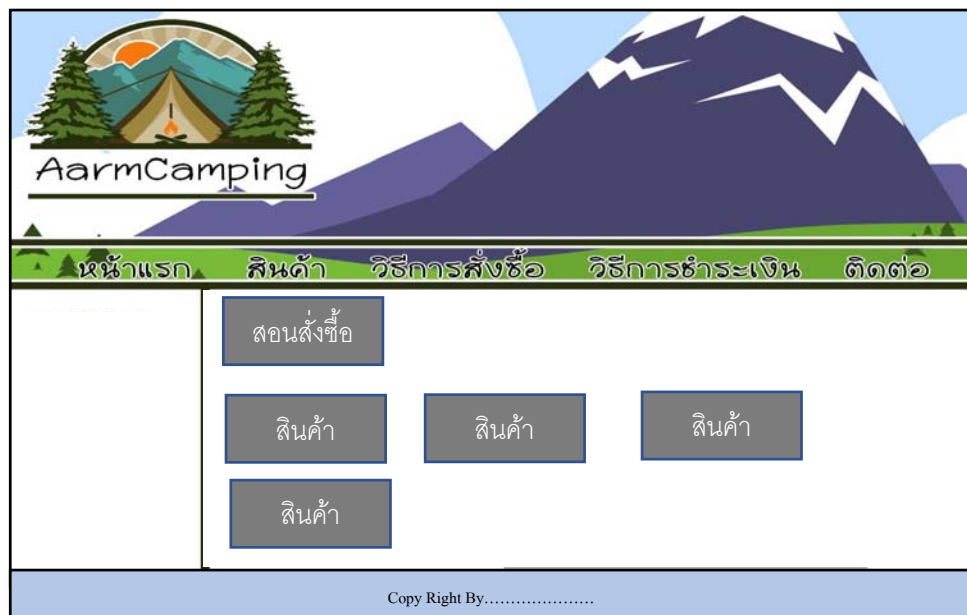 AarmCamping
หน้าแรก สินค้า วิธีการสั่งซื้อ วิธีการชำระเงิน ติดต่อ
สอนสั่งซื้อ
สินค้า สินค้า สินค้า
สินค้า
Copy Right By…………………